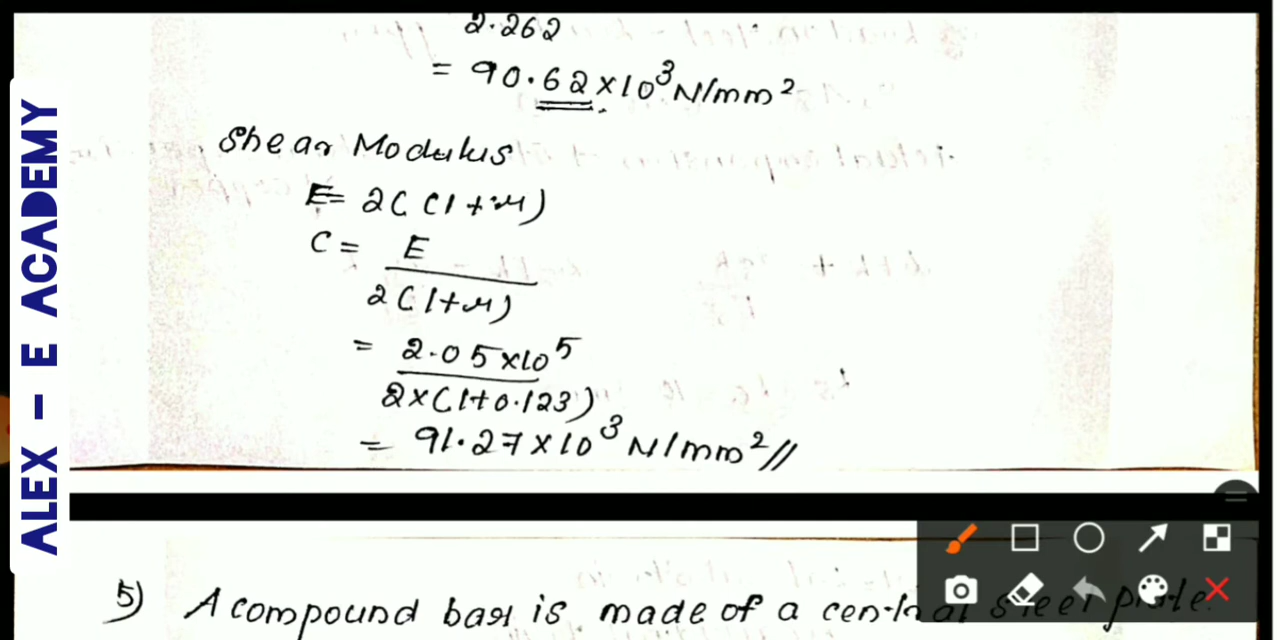 2.262
= 90.62 × 10³ N/mm²
Shear Modulus
E = 2C (1+μ)
C = E
2(1+μ)
= 2.05 × 10⁵
2×(1+0.123)
= 91.27 × 10³ N/mm² //
5) A compound bar is made of a central steel plate.
ALEX – E ACADEMY